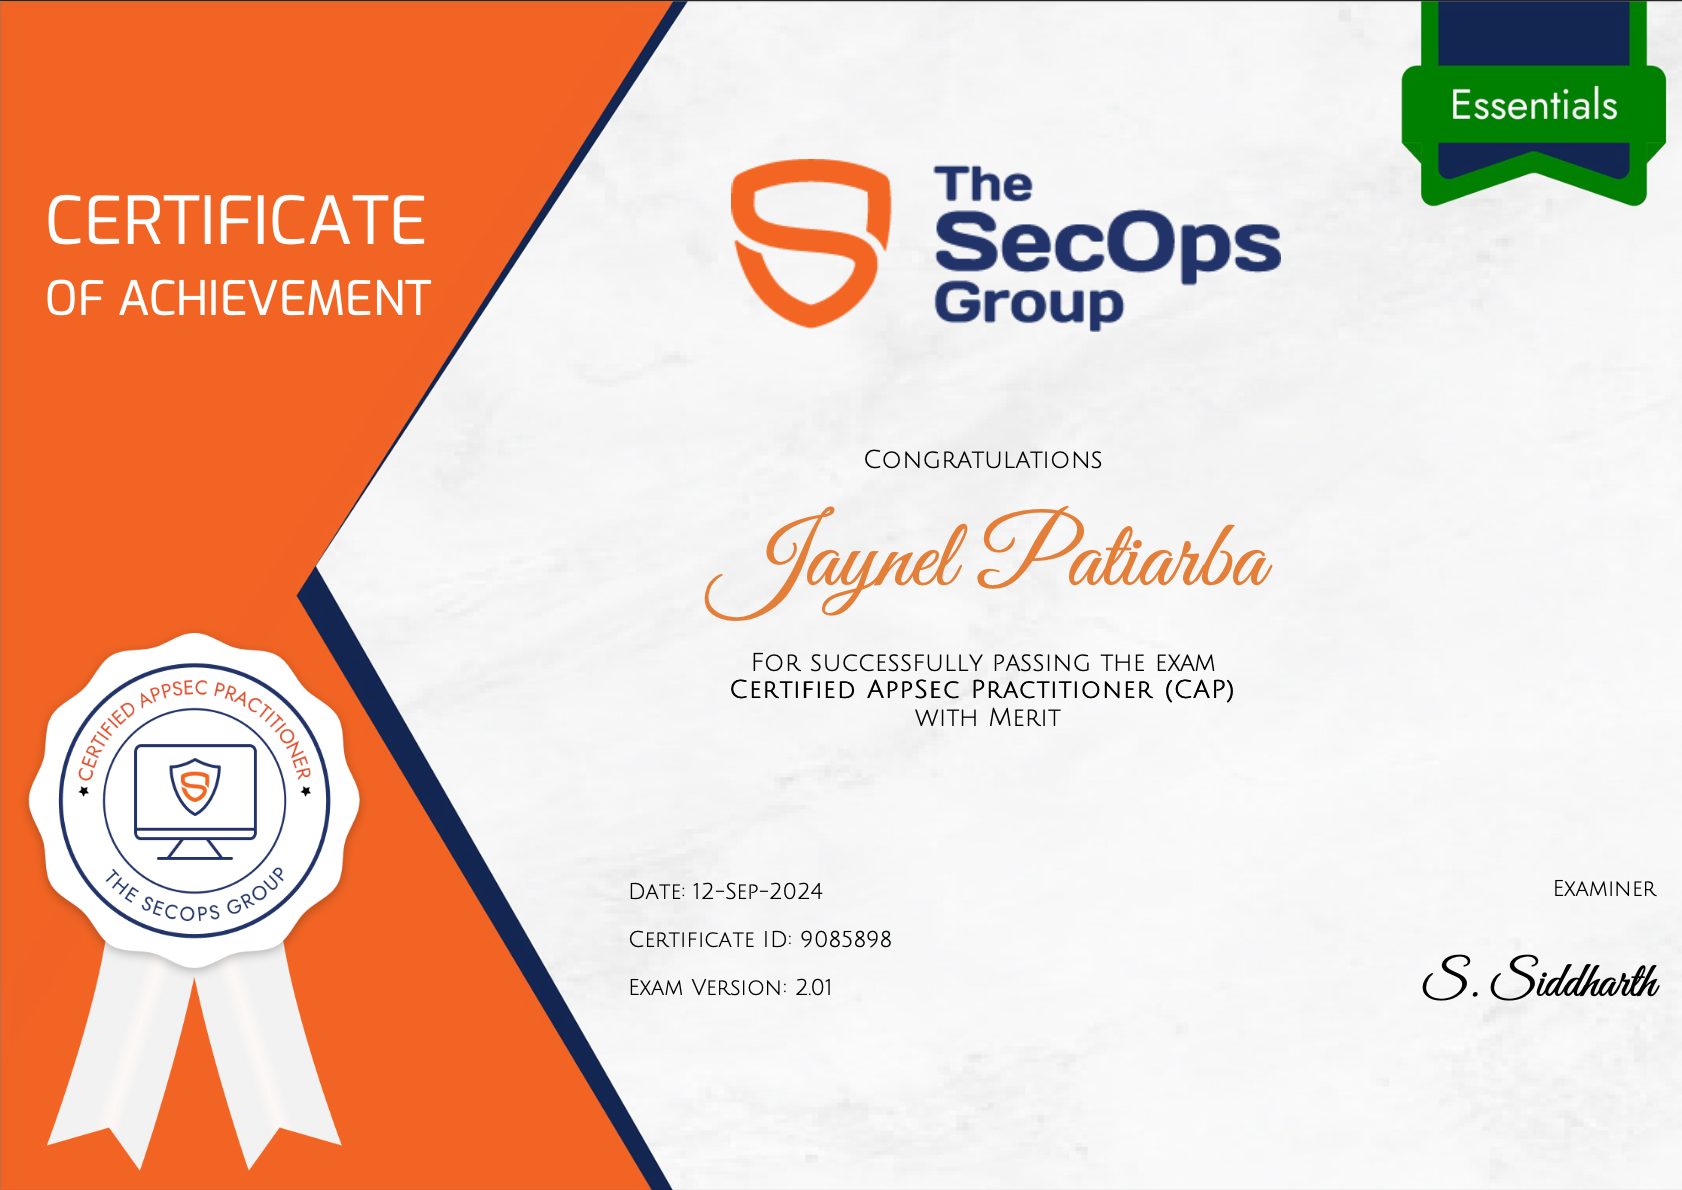 Essentials
CERTIFICATE
OF ACHIEVEMENT
The
SecOps
Group
Congratulations
Jaynel Patiarba
For successfully passing the exam
Certified AppSec Practitioner (CAP)
with Merit
CERTIFIED APPSEC PRACTITIONER
THE SECOPS GROUP
Date: 12-Sep-2024
Certificate ID: 9085898
Exam Version: 2.01
Examiner
S. Siddharth